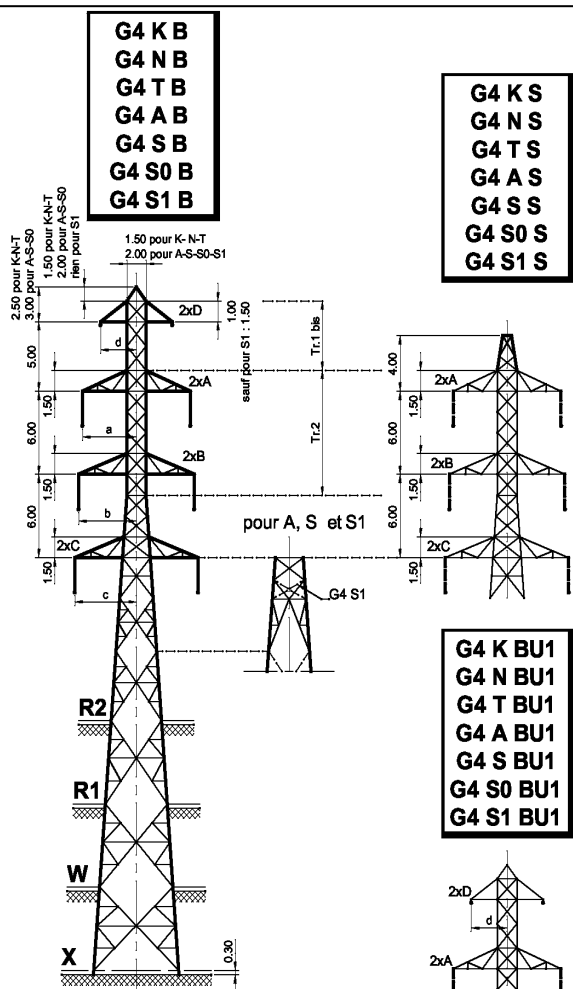 G4 K B
G4 N B
G4 T B
G4 A B
G4 S B
G4 S0 B
G4 S1 B
G4 K S
G4 N S
G4 T S
G4 A S
G4 S S
G4 S0 S
G4 S1 S
2.50 pour K-N-T
3.00 pour A-S-S0
1.50 pour K-N-T
2.00 pour A-S-S0
rien pour S1
1.50 pour K- N-T
2.00 pour A-S-S0-S1
2xD
d
1.00
sauf pour S1 : 1.50
Tr.1 bis
5.00
2xA
1.50
a
Tr.2
4.00
2xA
1.50
6.00
2xB
1.50
b
6.00
2xB
1.50
6.00
pour A, S et S1
2xC
1.50
c
G4 S1
6.00
2xC
1.50
R2
R1
W
X
0.30
G4 K BU1
G4 N BU1
G4 T BU1
G4 A BU1
G4 S BU1
G4 S0 BU1
G4 S1 BU1
2xD
d
2xA